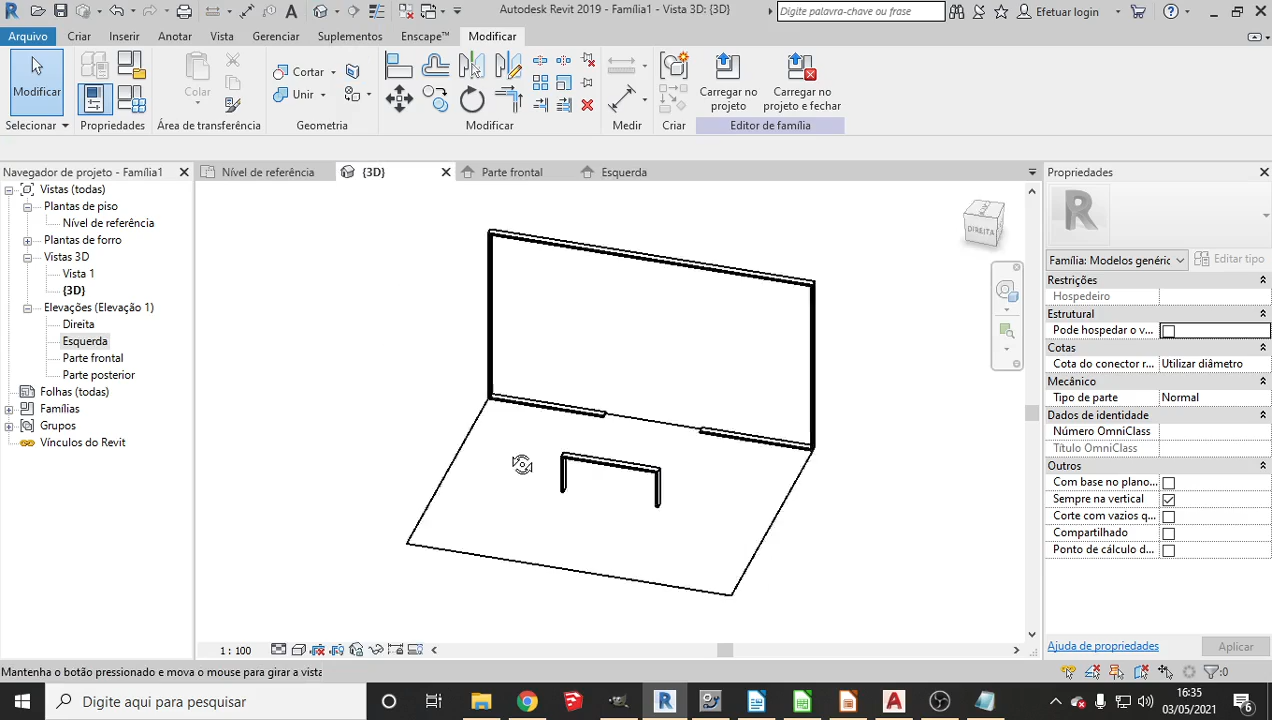 Autodesk Revit 2019 - Família1 - Vista 3D: {3D}
Digite palavra-chave ou frase
Efetuar login
Arquivo
Criar
Inserir
Anotar
Vista
Gerenciar
Suplementos
Enscape™
Modificar
Modificar
Colar
Cortar
Unir
Carregar no
projeto
Carregar no
projeto e fechar
Selecionar
Propriedades
Área de transferência
Geometria
Modificar
Medir
Criar
Editor de família
Navegador de projeto - Família1
Vistas (todas)
Plantas de piso
Nível de referência
Plantas de forro
Vistas 3D
Vista 1
{3D}
Elevações (Elevação 1)
Direita
Esquerda
Parte frontal
Parte posterior
Folhas (todas)
Famílias
Grupos
Vínculos do Revit
Nível de referência
{3D}
Parte frontal
Esquerda
DIREITA
1 : 100
Propriedades
R
Família: Modelos genéric
Editar tipo
Restrições
Hospedeiro
Estrutural
Pode hospedar o v...
Cotas
Cota do conector r...
Utilizar diâmetro
Mecânico
Tipo de parte
Normal
Dados de identidade
Número OmniClass
Título OmniClass
Outros
Com base no plano...
Sempre na vertical
Corte com vazios q...
Compartilhado
Ponto de cálculo d...
Ajuda de propriedades
Aplicar
Mantenha o botão pressionado e mova o mouse para girar a vista
:0
Digite aqui para pesquisar
16:35
03/05/2021
6